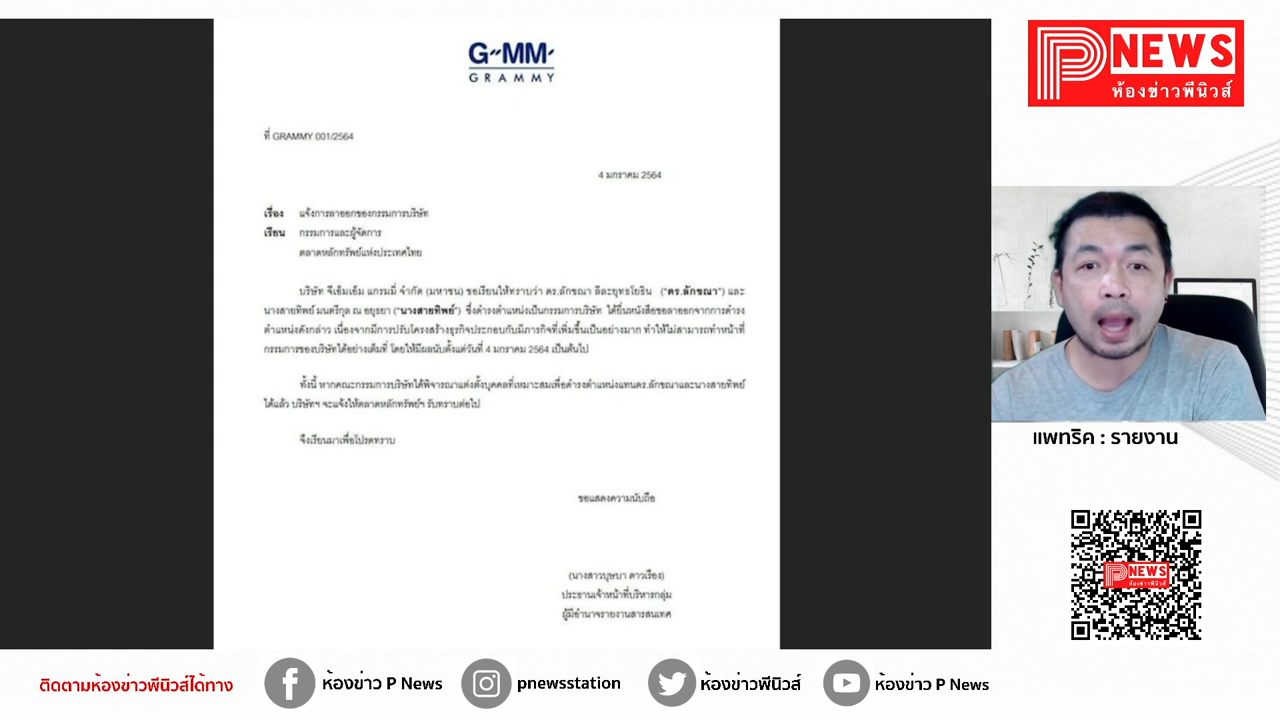 G MM
GRAMMY
ที่ GRAMMY 001/2564
4 มกราคม 2564
เรื่อง แจ้งการลาออกของกรรมการบริษัท
เรียน กรรมการและผู้จัดการ
ตลาดหลักทรัพย์แห่งประเทศไทย
บริษัท จีเอ็มเอ็ม แกรมมี่ จำกัด (มหาชน) ขอเรียนให้ทราบว่า ดร.ลักขณา ลีละยุทธโยธิน ("ดร.ลักขณา") และ
นางสายทิพย์ มนตรีกุล ณ อยุธยา ("นางสายทิพย์") ซึ่งดำรงตำแหน่งเป็นกรรมการบริษัท ได้ยื่นหนังสือขอลาออกจากการดำรง
ตำแหน่งดังกล่าว เนื่องจากมีการปรับโครงสร้างธุรกิจประกอบกับมีภารกิจที่เพิ่มขึ้นเป็นอย่างมาก ทำให้ไม่สามารถทำหน้าที่
กรรมการของบริษัทได้อย่างเต็มที่ โดยให้มีผลนับตั้งแต่วันที่ 4 มกราคม 2564 เป็นต้นไป
ทั้งนี้ หากคณะกรรมการบริษัทได้พิจารณาแต่งตั้งบุคคลที่เหมาะสมเพื่อดำรงตำแหน่งแทนดร.ลักขณาและนางสายทิพย์
ได้แล้ว บริษัทฯ จะแจ้งให้ตลาดหลักทรัพย์ฯ รับทราบต่อไป
จึงเรียนมาเพื่อโปรดทราบ
ขอแสดงความนับถือ
(นางสาวบุษบา ดาวเรือง)
ประธานเจ้าหน้าที่บริหารกลุ่ม
ผู้มีอำนาจรายงานสารสนเทศ
P NEWS
ห้องข่าวพีนิวส์
แพทริค : รายงาน
P NEWS
ห้องข่าวพีนิวส์
ติดตามห้องข่าวพีนิวส์ได้ทาง
ห้องข่าว P News
pnewsstation
ห้องข่าวพีนิวส์
ห้องข่าว P News